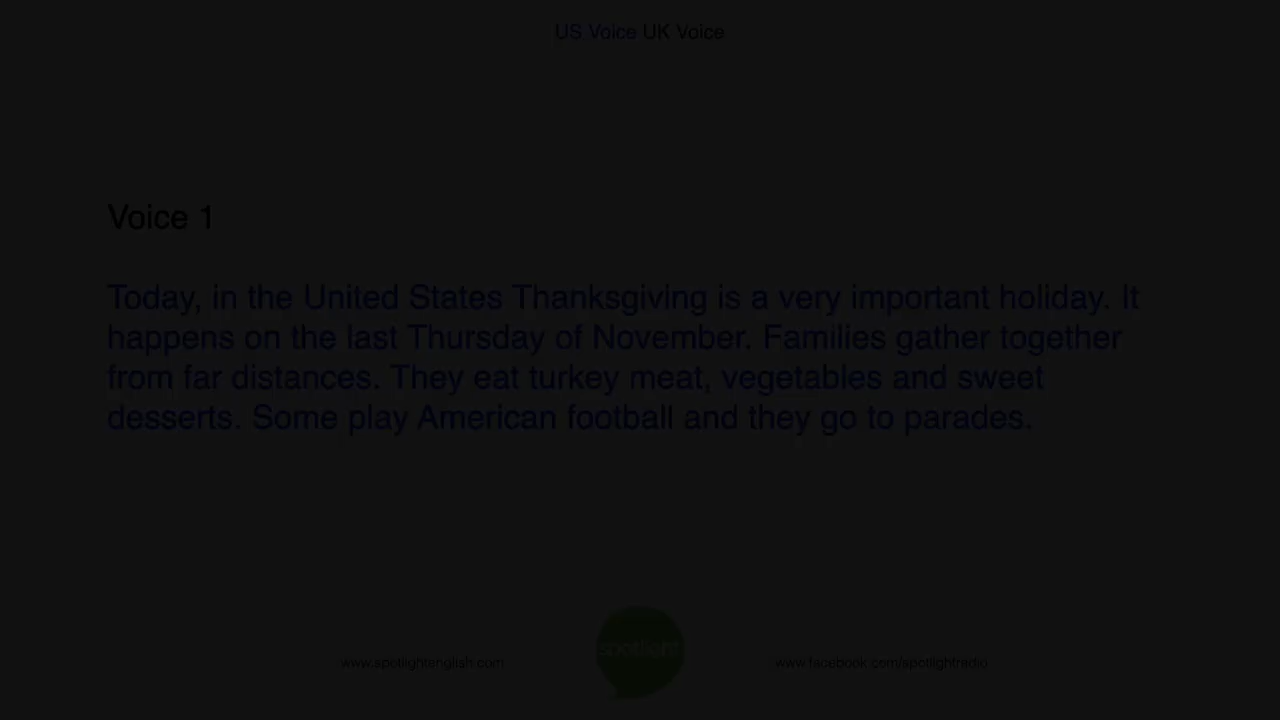 US Voice UK Voice
Voice 1
Today, in the United States Thanksgiving is a very important holiday. It
happens on the last Thursday of November. Families gather together
from far distances. They eat turkey meat, vegetables and sweet
desserts. Some play American football and they go to parades.
spotlight
www.spotlightenglish.com
www.facebook.com/spotlightradio